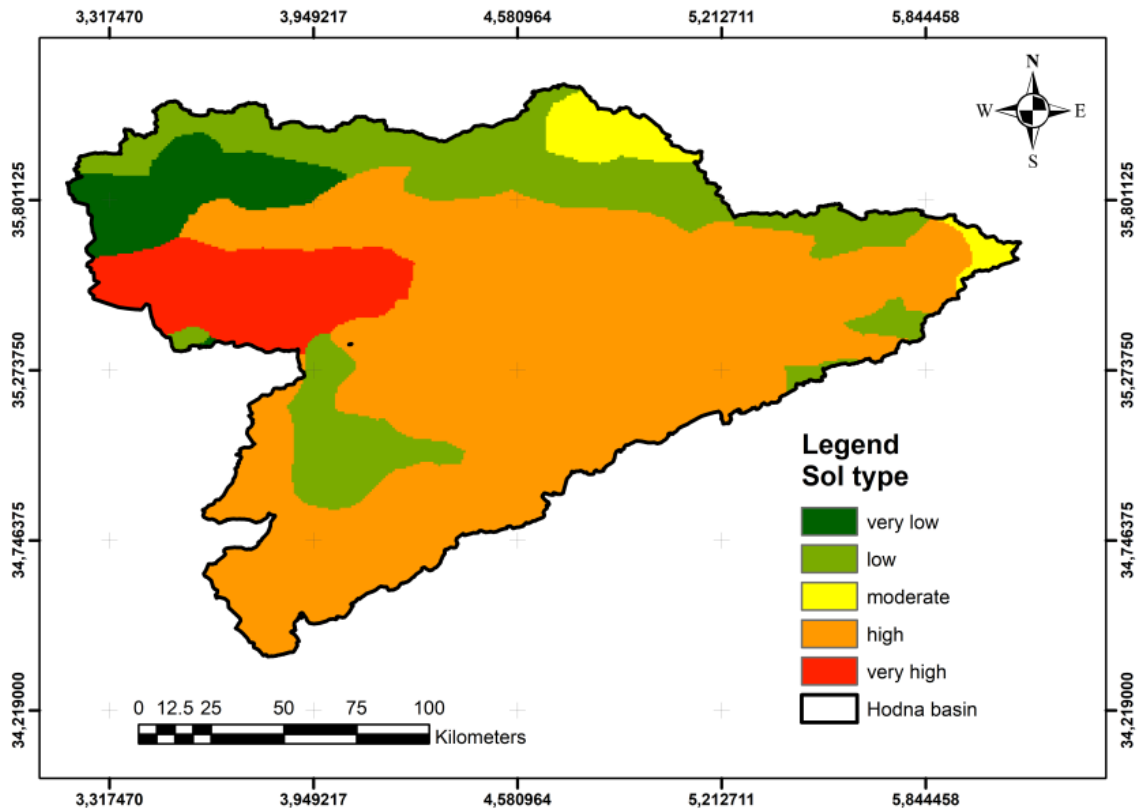 3,317470 3,949217 4,580964 5,212711 5,844458
N
W E
S
35,801125 35,801125
35,273750 35,273750
34,746375 34,746375
34,219000 34,219000
Legend
Sol type
very low
low
moderate
high
very high
Hodna basin
0 12.5 25 50 75 100
Kilometers
3,317470 3,949217 4,580964 5,212711 5,844458